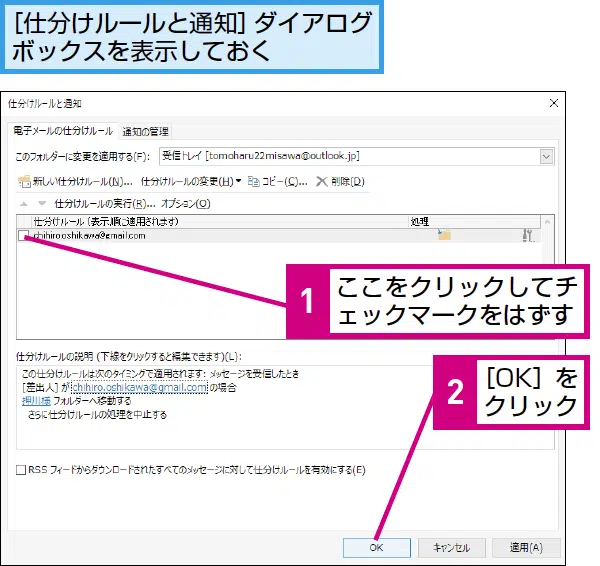 [仕分けルールと通知] ダイアログ
ボックスを表示しておく
仕分けルールと通知
電子メールの仕分けルール 通知の管理
このフォルダーに変更を適用する(F): 受信トレイ [tomoharu22misawa@outlook.jp]
新しい仕分けルール(N)... 仕分けルールの変更(H) コピー(C)... 削除(D)
仕分けルールの実行(R)... オプション(O)
仕分けルール (表示順に適用されます) 処理
chihiro.oshikawa@gmail.com
1 ここをクリックしてチ
ェックマークをはずす
仕分けルールの説明 (下線をクリックすると編集できます)(L):
この仕分けルールは次のタイミングで適用されます: メッセージを受信したとき
[差出人] が chihiro.oshikawa@gmail.com の場合
押川様 フォルダーへ移動する
さらに仕分けルールの処理を中止する
2 [OK] を
クリック
RSS フィードからダウンロードされたすべてのメッセージに対して仕分けルールを有効にする(E)
OK キャンセル 適用(A)